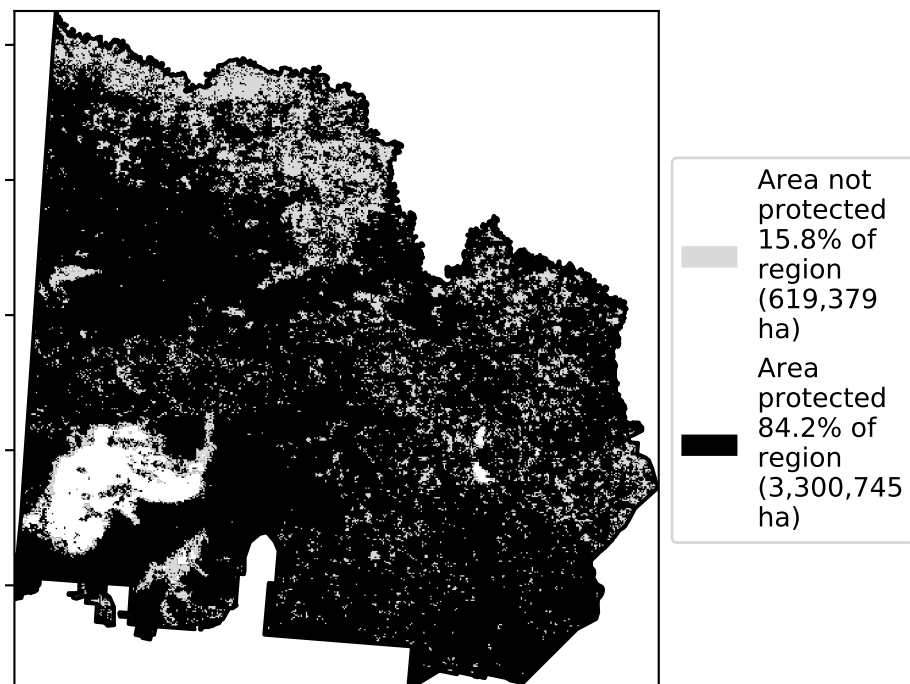 Area not
protected
15.8% of
region
(619,379
ha)
Area
protected
84.2% of
region
(3,300,745
ha)